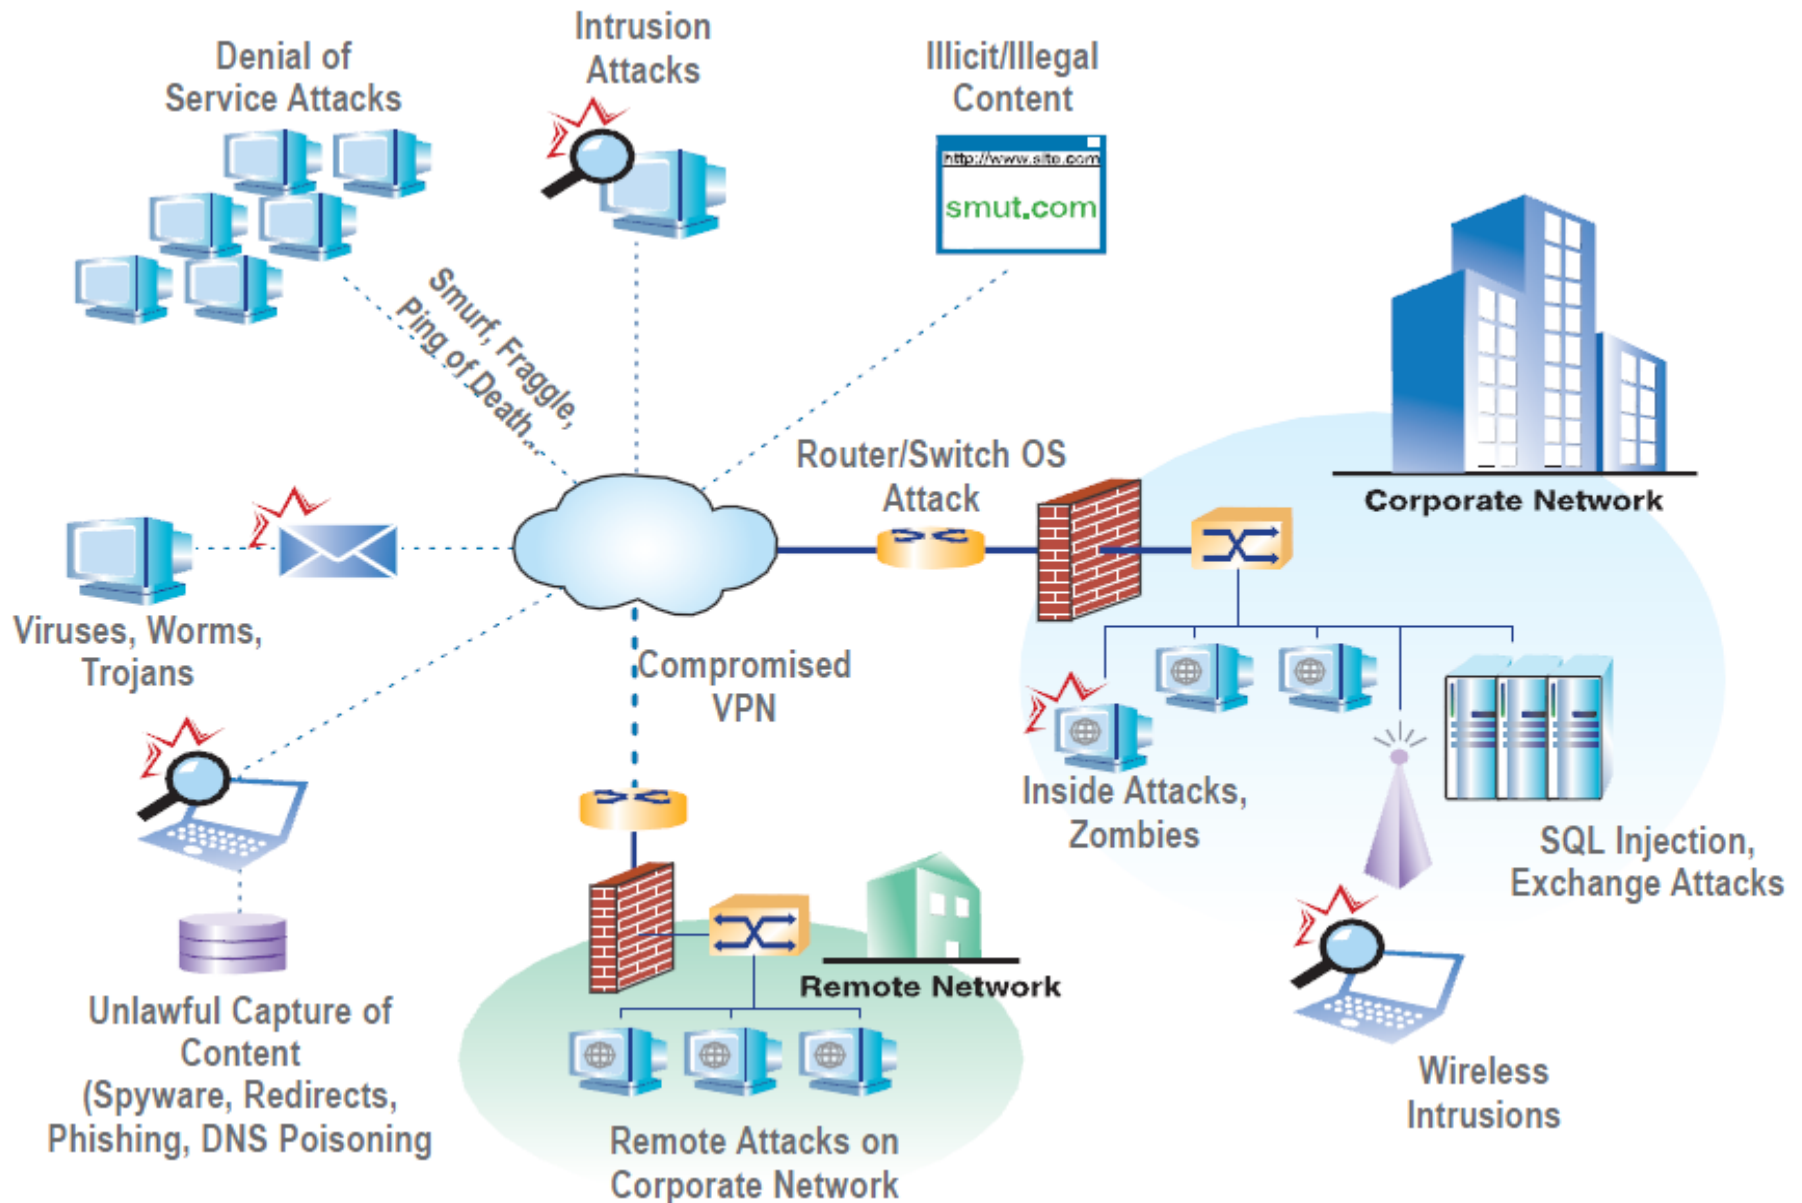 Denial of
Service Attacks
Intrusion
Attacks
Illicit/Illegal
Content
http://www.site.com
smut.com
Smurf, Fraggle,
Ping of Death...
Router/Switch OS
Attack
Corporate Network
Viruses, Worms,
Trojans
Compromised
VPN
Inside Attacks,
Zombies
SQL Injection,
Exchange Attacks
Remote Network
Unlawful Capture of
Content
(Spyware, Redirects,
Phishing, DNS Poisoning
Remote Attacks on
Corporate Network
Wireless
Intrusions